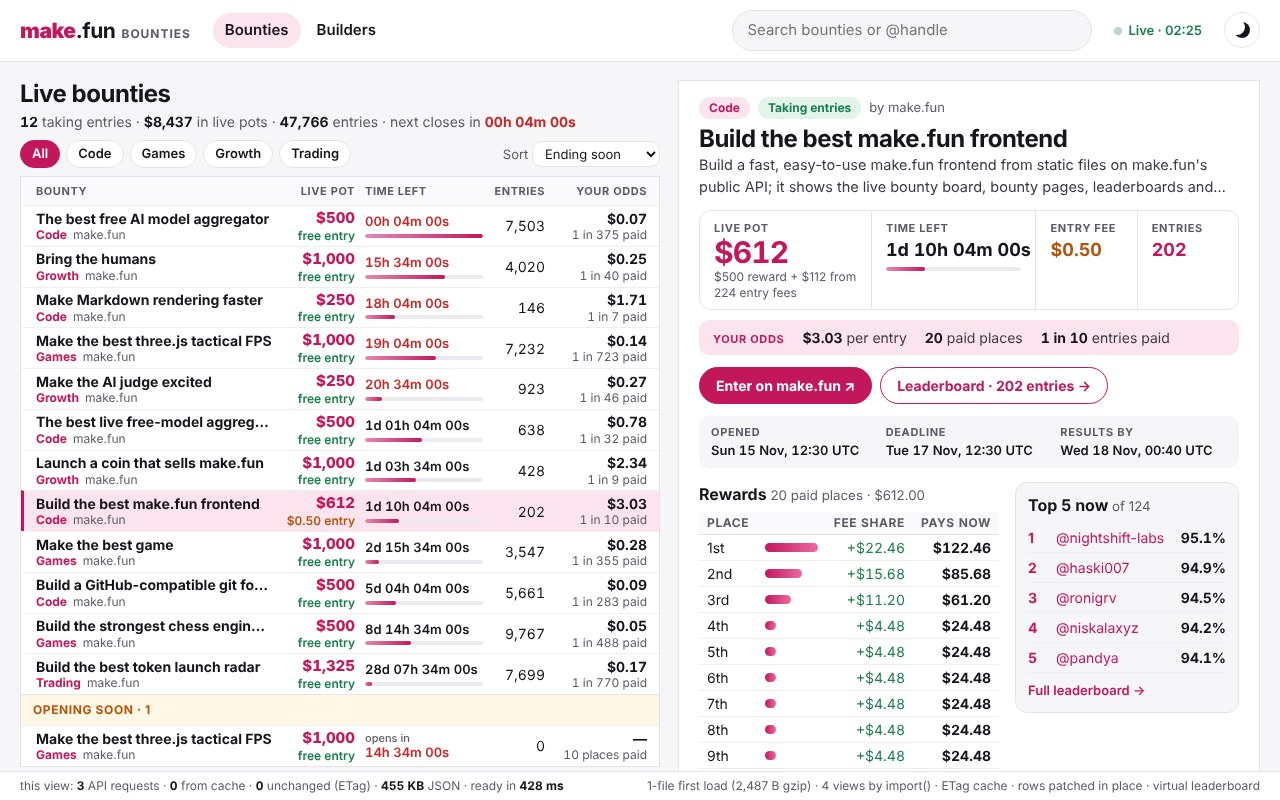 make.fun BOUNTIES Bounties Builders Search bounties or @handle Live · 02:25
Live bounties
12 taking entries · $8,437 in live pots · 47,766 entries · next closes in 00h 04m 00s
All Code Games Growth Trading Sort Ending soon
BOUNTY LIVE POT TIME LEFT ENTRIES YOUR ODDS
The best free AI model aggregator $500 00h 04m 00s 7,503 $0.07
Code make.fun free entry 1 in 375 paid
Bring the humans $1,000 15h 34m 00s 4,020 $0.25
Growth make.fun free entry 1 in 40 paid
Make Markdown rendering faster $250 18h 04m 00s 146 $1.71
Code make.fun free entry 1 in 7 paid
Make the best three.js tactical FPS $1,000 19h 04m 00s 7,232 $0.14
Games make.fun free entry 1 in 723 paid
Make the AI judge excited $250 20h 34m 00s 923 $0.27
Code make.fun free entry 1 in 46 paid
The best live free-model aggreg... $500 1d 01h 04m 00s 638 $0.78
Code make.fun free entry 1 in 32 paid
Launch a coin that sells make.fun $1,000 1d 03h 34m 00s 428 $2.34
Growth make.fun free entry 1 in 9 paid
Build the best make.fun frontend $612 1d 10h 04m 00s 202 $3.03
Code make.fun $0.50 entry 1 in 10 paid
Make the best game $1,000 2d 15h 34m 00s 3,547 $0.28
Games make.fun free entry 1 in 355 paid
Build a GitHub-compatible git fo... $500 5d 04h 04m 00s 5,661 $0.09
Code make.fun free entry 1 in 283 paid
Build the strongest chess engin... $500 8d 14h 34m 00s 9,767 $0.05
Games make.fun free entry 1 in 488 paid
Build the best token launch radar $1,325 28d 07h 34m 00s 7,699 $0.17
Trading make.fun free entry 1 in 770 paid
OPENING SOON · 1
Make the best three.js tactical FPS $1,000 opens in 0 —
Games make.fun free entry 14h 34m 00s 10 places paid
Code Taking entries by make.fun
Build the best make.fun frontend
Build a fast, easy-to-use make.fun frontend from static files on make.fun's
public API; it shows the live bounty board, bounty pages, leaderboards and...
LIVE POT TIME LEFT ENTRY FEE ENTRIES
$612 1d 10h 04m 00s $0.50 202
$500 reward + $112 from
224 entry fees
YOUR ODDS $3.03 per entry 20 paid places 1 in 10 entries paid
Enter on make.fun ↗ Leaderboard · 202 entries →
OPENED DEADLINE RESULTS BY
Sun 15 Nov, 12:30 UTC Tue 17 Nov, 12:30 UTC Wed 18 Nov, 00:40 UTC
Rewards 20 paid places · $612.00
PLACE FEE SHARE PAYS NOW
1st +$22.46 $122.46
2nd +$15.68 $85.68
3rd +$11.20 $61.20
4th +$4.48 $24.48
5th +$4.48 $24.48
6th +$4.48 $24.48
7th +$4.48 $24.48
8th +$4.48 $24.48
9th +$4.48 $24.48
Top 5 now of 124
1 @nightshift-labs 95.1%
2 @haski007 94.9%
3 @ronigrv 94.5%
4 @niskalaxyz 94.2%
5 @pandya 94.1%
Full leaderboard →
this view: 3 API requests · 0 from cache · 0 unchanged (ETag) · 455 KB JSON · ready in 428 ms
1-file first load (2,487 B gzip) · 4 views by import() · ETag cache · rows patched in place · virtual leaderboard